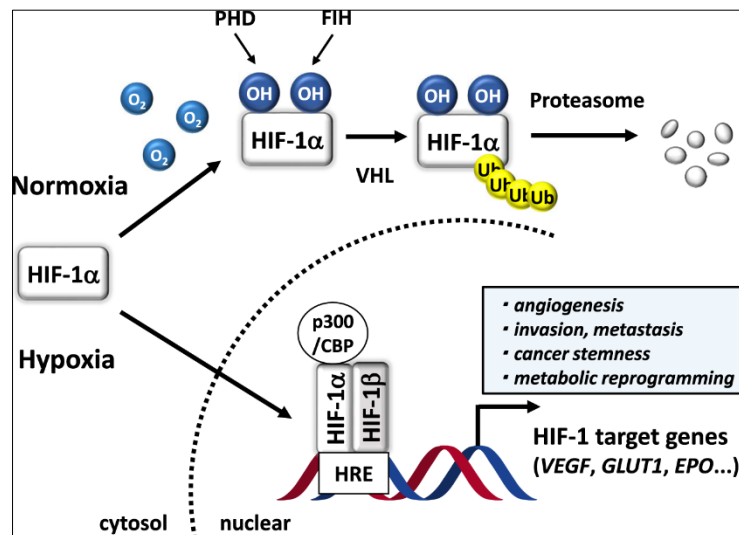 PHD
FIH
O2
O2
O2
OH
OH
HIF-1α
OH
OH
HIF-1α
VHL
Ub
Ub
Ub
Ub
Proteasome
Normoxia
HIF-1α
Hypoxia
p300
/CBP
HIF-1α
HIF-1β
HRE
・angiogenesis
・invasion, metastasis
・cancer stemness
・metabolic reprogramming
HIF-1 target genes
(VEGF, GLUT1, EPO...)
cytosol
nuclear